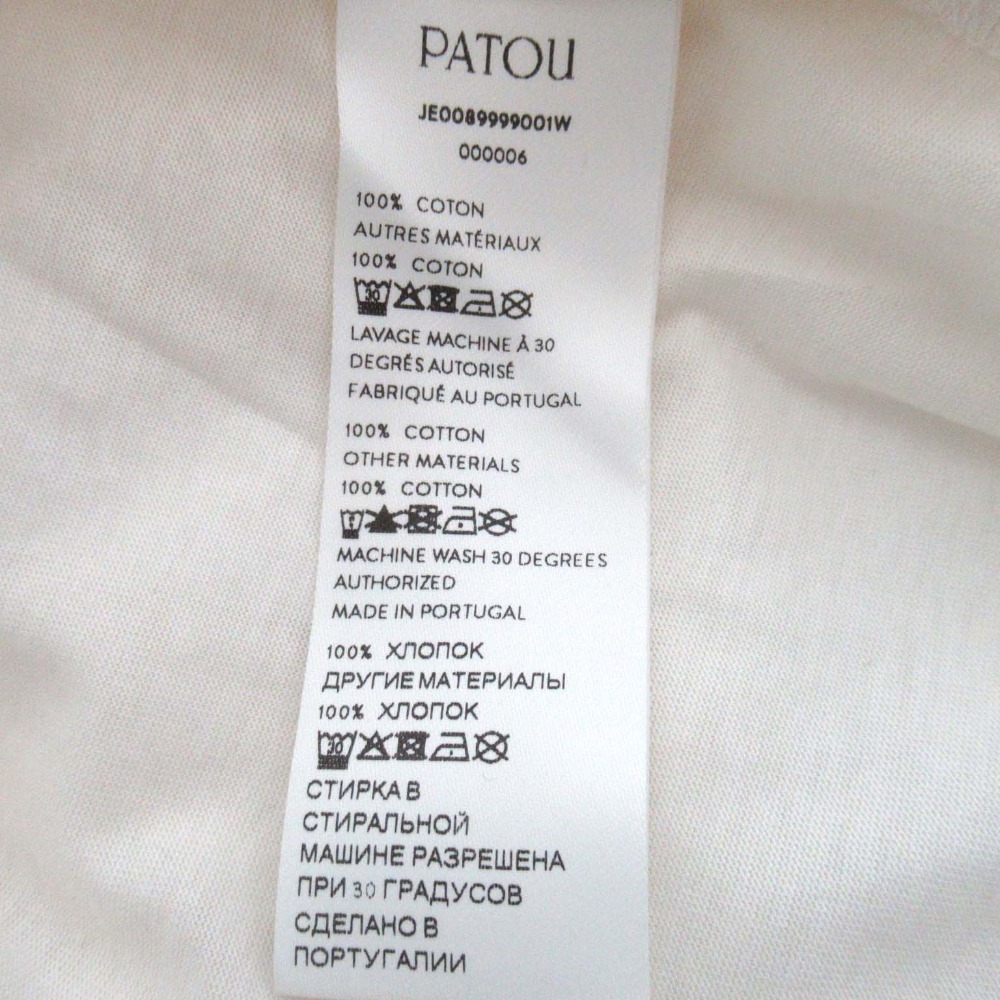 PATOU
JE0089999001W
000006
100% COTON
AUTRES MATÉRIAUX
100% COTON
30
LAVAGE MACHINE À 30
DEGRÉS AUTORISÉ
FABRIQUÉ AU PORTUGAL
100% COTTON
OTHER MATERIALS
100% COTTON
MACHINE WASH 30 DEGREES
AUTHORIZED
MADE IN PORTUGAL
100% ХЛОПОК
ДРУГИЕ МАТЕРИАЛЫ
100% ХЛОПОК
30
СТИРКА В
СТИРАЛЬНОЙ
МАШИНЕ РАЗРЕШЕНА
ПРИ 30 ГРАДУСОВ
СДЕЛАНО В
ПОРТУГАЛИИ